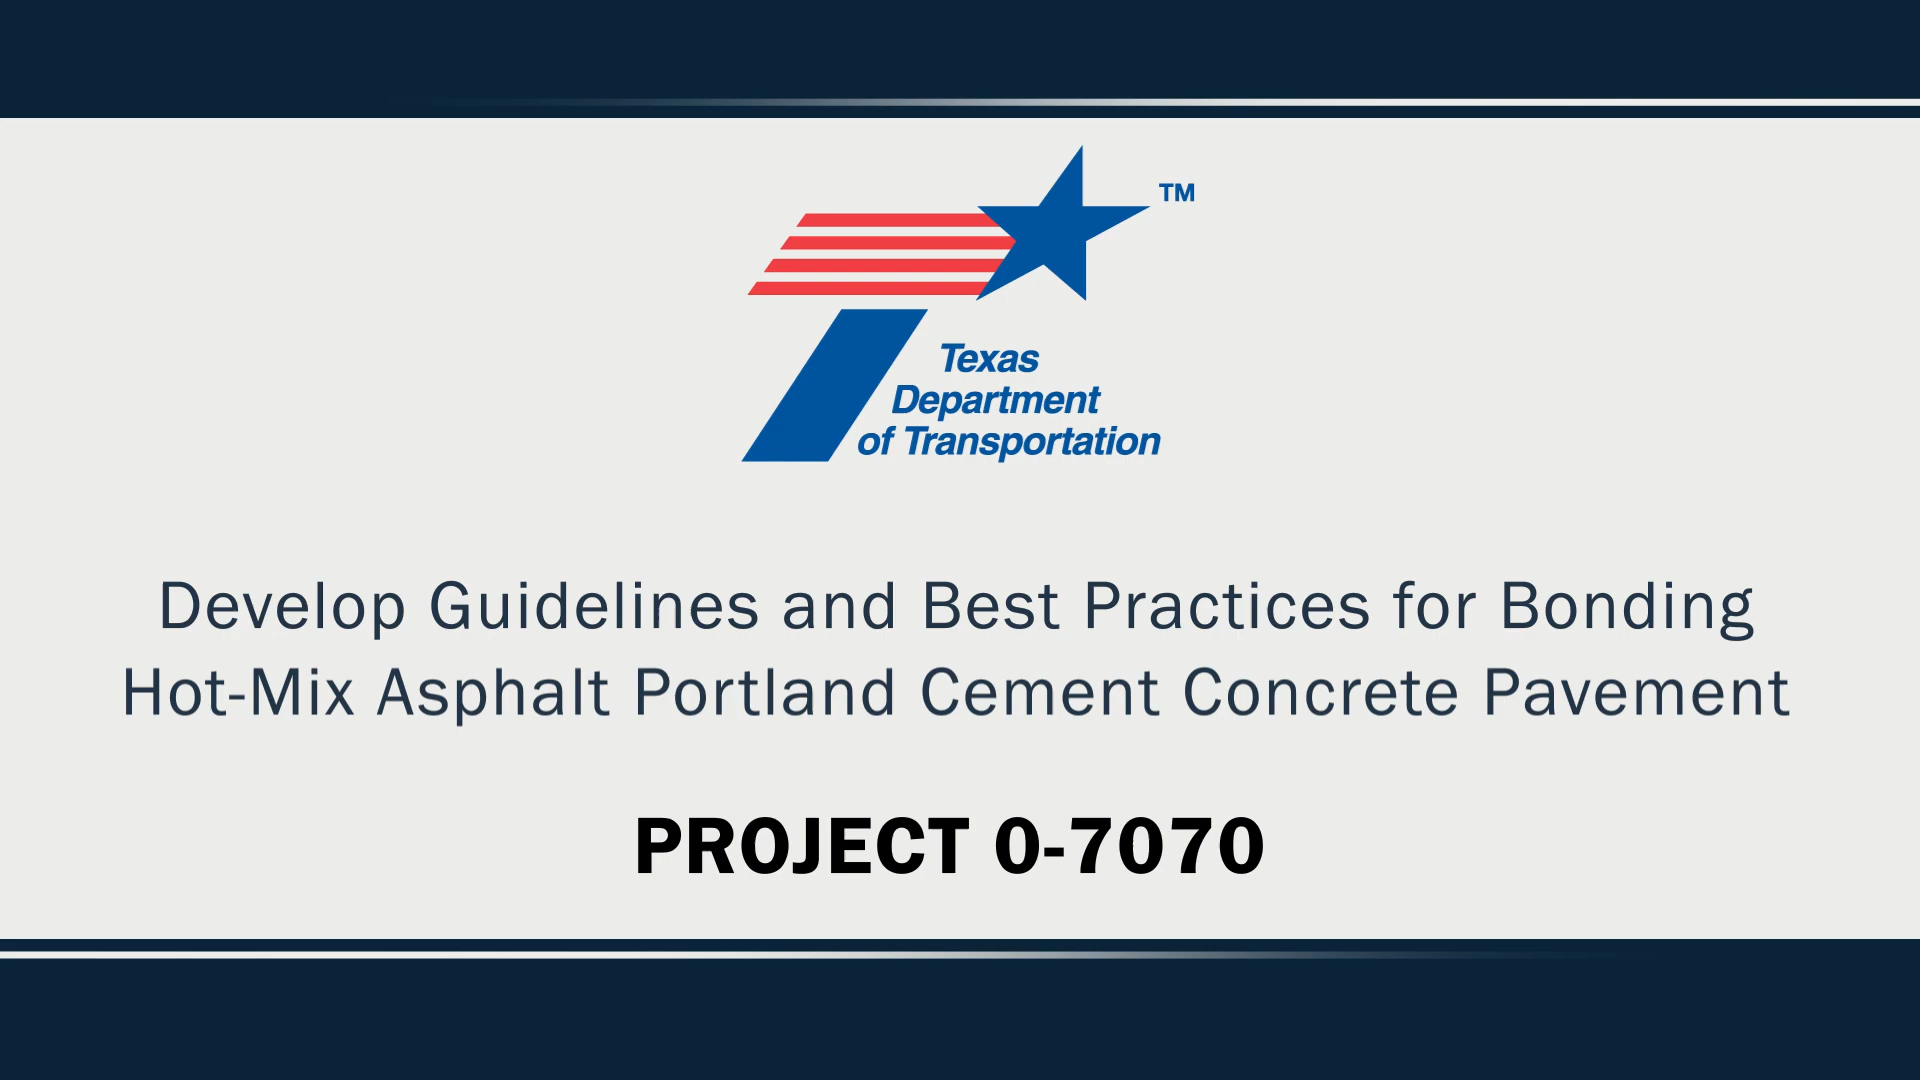 TM
Texas
Department
of Transportation
Develop Guidelines and Best Practices for Bonding
Hot-Mix Asphalt Portland Cement Concrete Pavement
PROJECT 0-7070